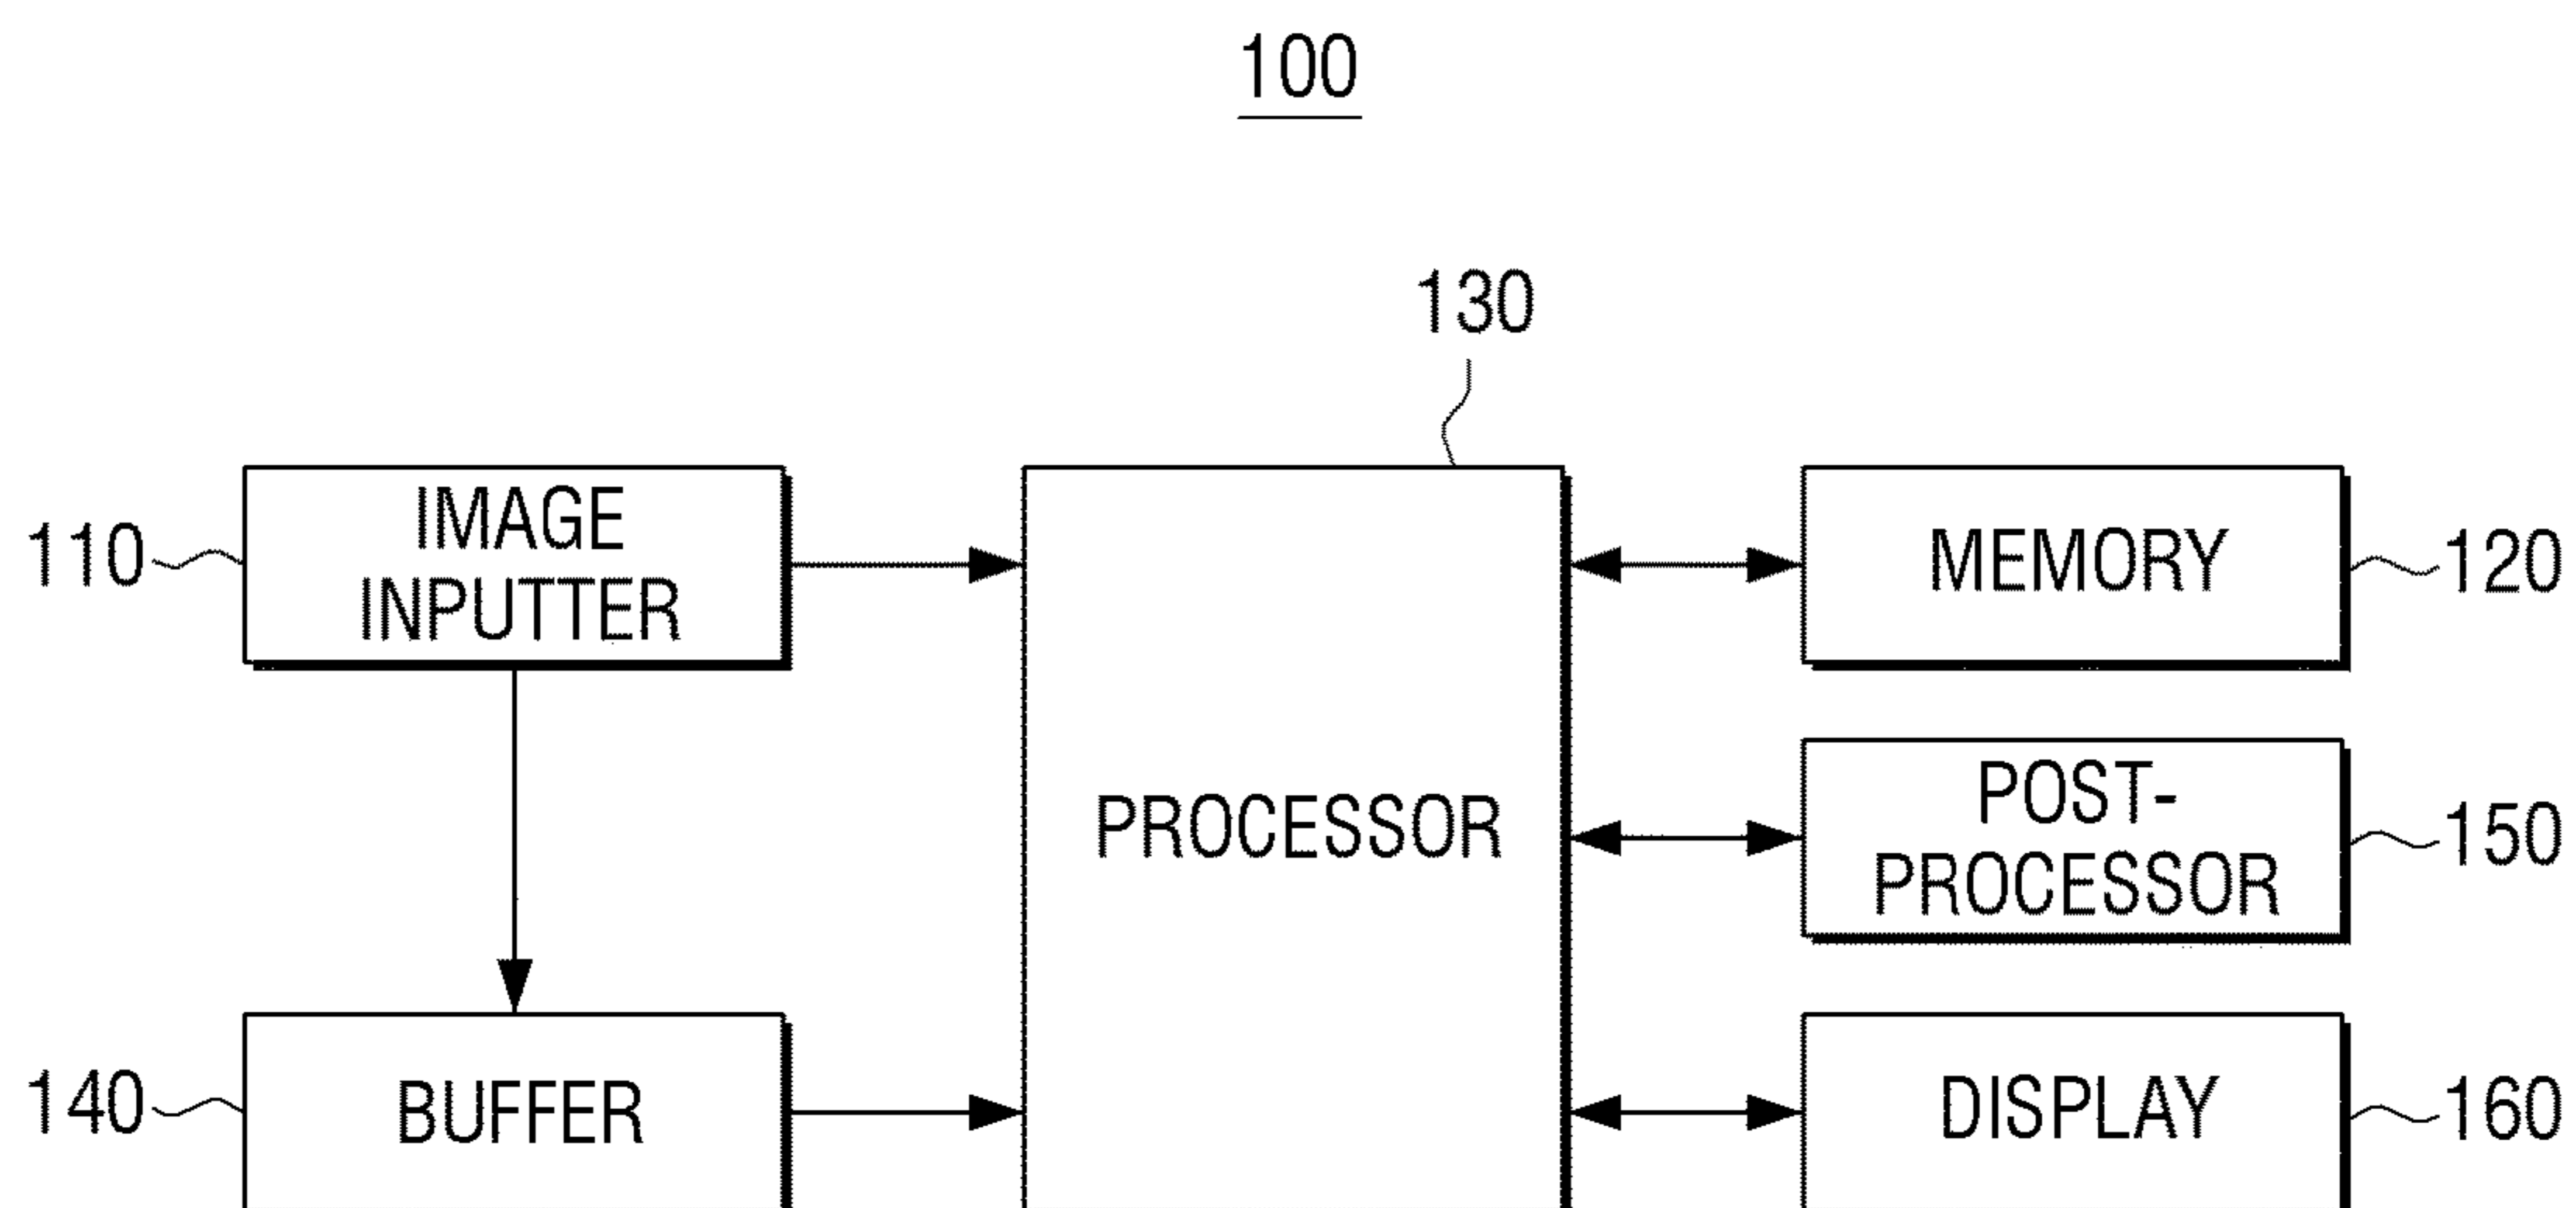 100
130
110
IMAGE
INPUTTER
MEMORY
120
PROCESSOR
POST-
PROCESSOR
150
140
BUFFER
DISPLAY
160